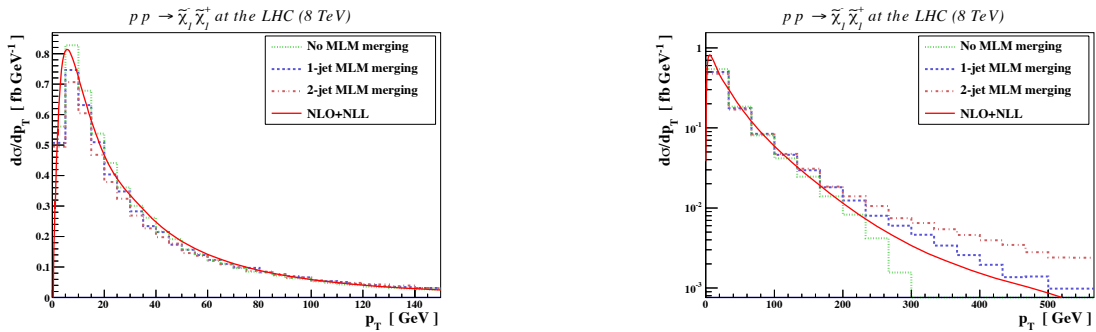 p p → χ̃₁⁻ χ̃₁⁺ at the LHC (8 TeV)
dσ/dp_T [ fb GeV⁻¹ ]
0.8
0.7
0.6
0.5
0.4
0.3
0.2
0.1
0
No MLM merging
1-jet MLM merging
2-jet MLM merging
NLO+NLL
0 20 40 60 80 100 120 140
p_T [ GeV ]
p p → χ̃₁⁻ χ̃₁⁺ at the LHC (8 TeV)
dσ/dp_T [ fb GeV⁻¹ ]
1
10⁻¹
10⁻²
10⁻³
No MLM merging
1-jet MLM merging
2-jet MLM merging
NLO+NLL
0 100 200 300 400 500
p_T [ GeV ]